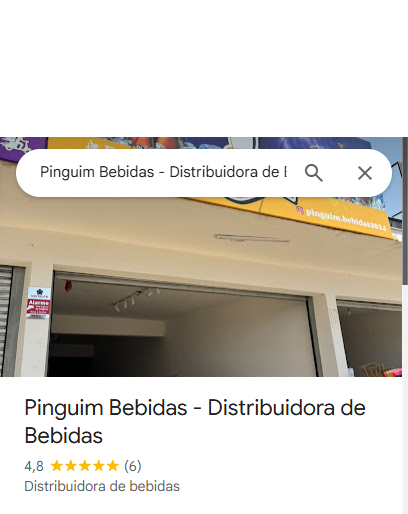 Pinguim Bebidas - Distribuidora de
pinguim.bebidas2024
Alarme
Pinguim Bebidas - Distribuidora de
Bebidas
4,8 (6)
Distribuidora de bebidas